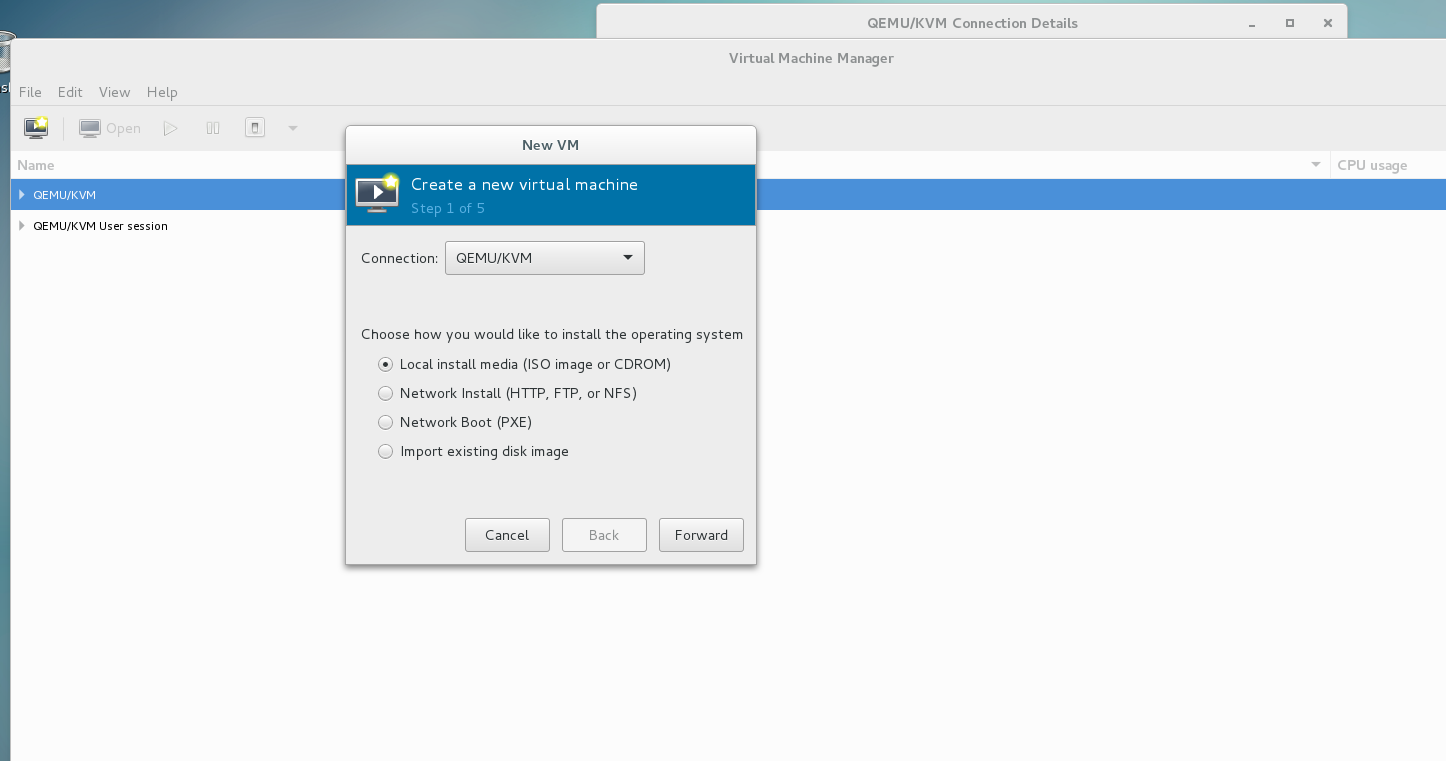 QEMU/KVM Connection Details
Virtual Machine Manager
File Edit View Help
Open
Name CPU usage
QEMU/KVM
QEMU/KVM User session
New VM
Create a new virtual machine
Step 1 of 5
Connection: QEMU/KVM
Choose how you would like to install the operating system
Local install media (ISO image or CDROM)
Network Install (HTTP, FTP, or NFS)
Network Boot (PXE)
Import existing disk image
Cancel Back Forward